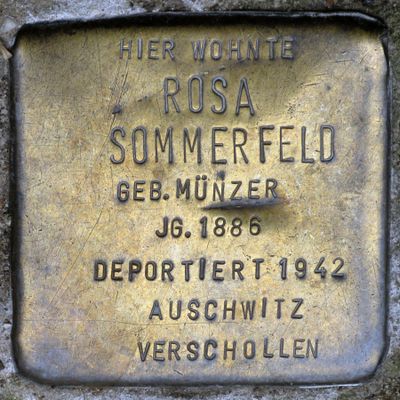 HIER WOHNTE
ROSA
SOMMERFELD
GEB. MÜNZER
JG. 1886
DEPORTIERT 1942
AUSCHWITZ
VERSCHOLLEN